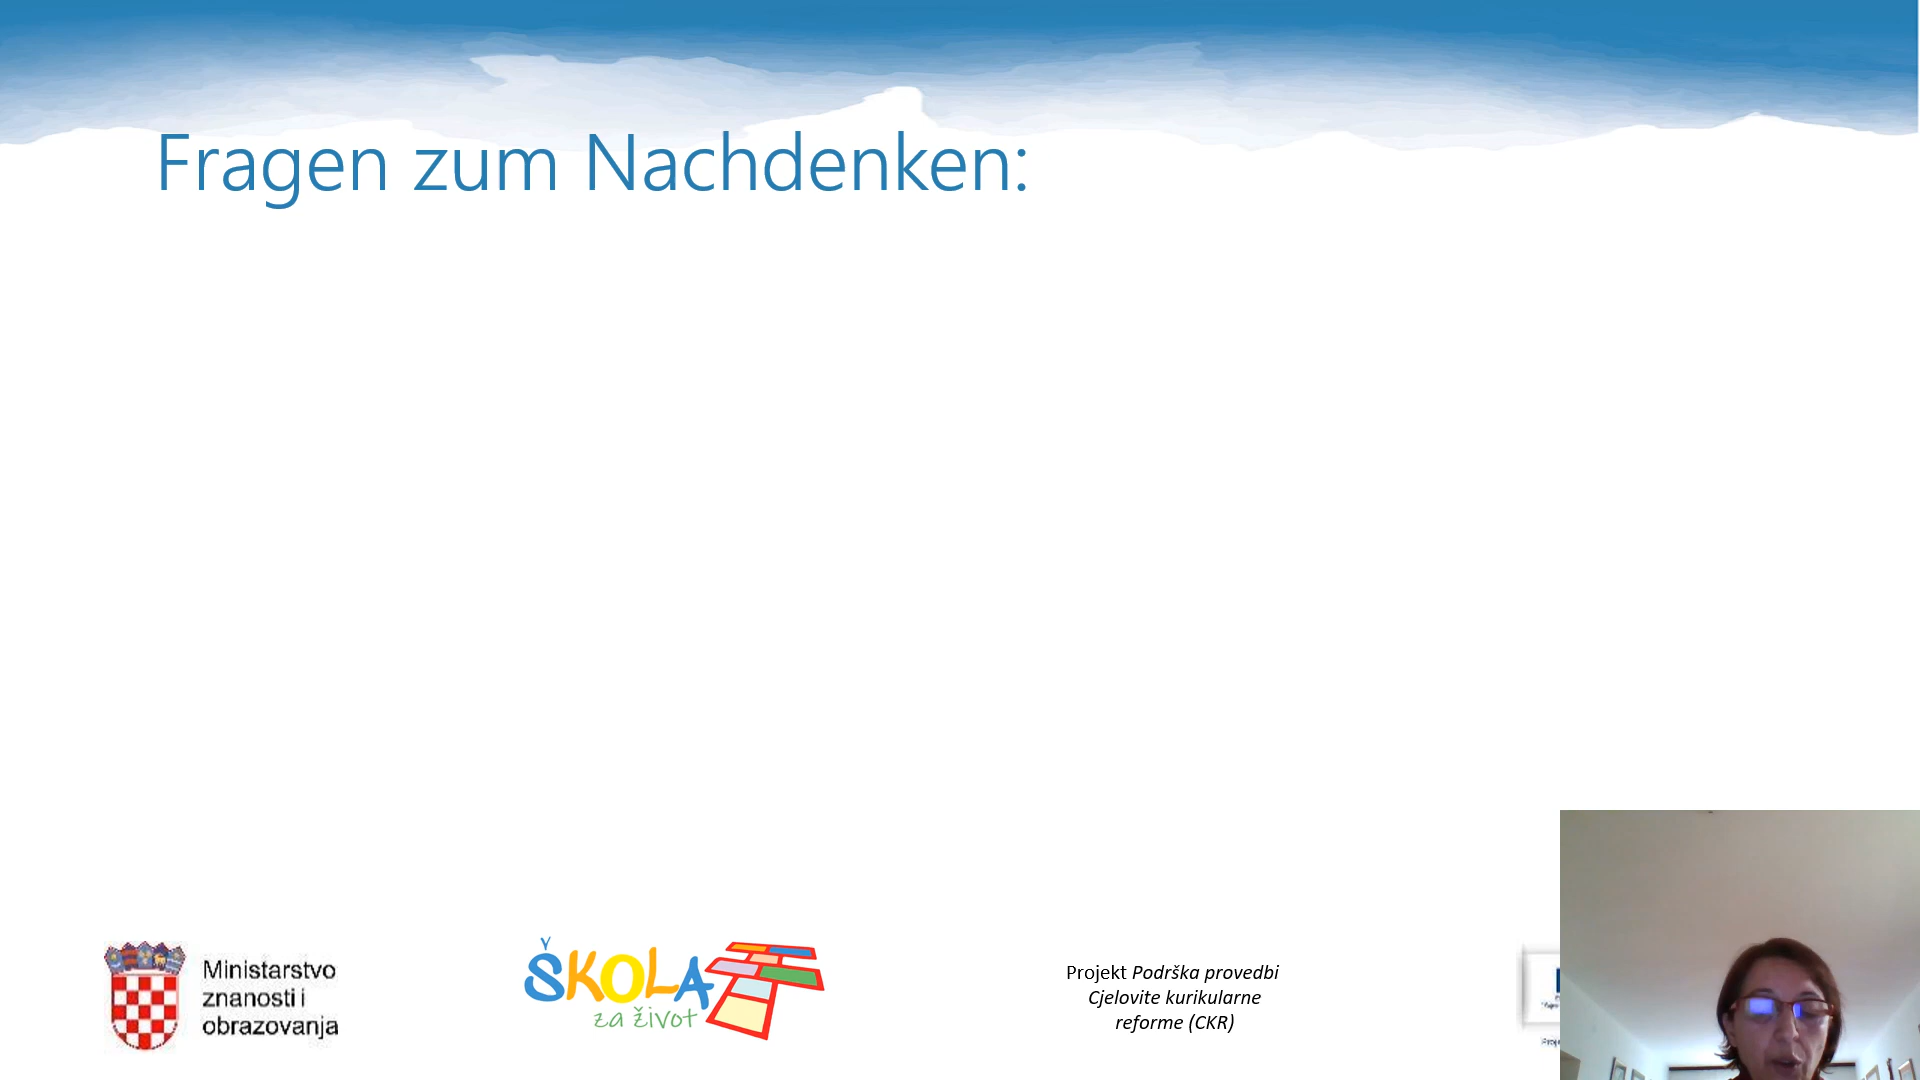 Fragen zum Nachdenken:
Ministarstvo
znanosti i
obrazovanja
ŠKOLA
za život
Projekt Podrška provedbi
Cjelovite kurikularne
reforme (CKR)